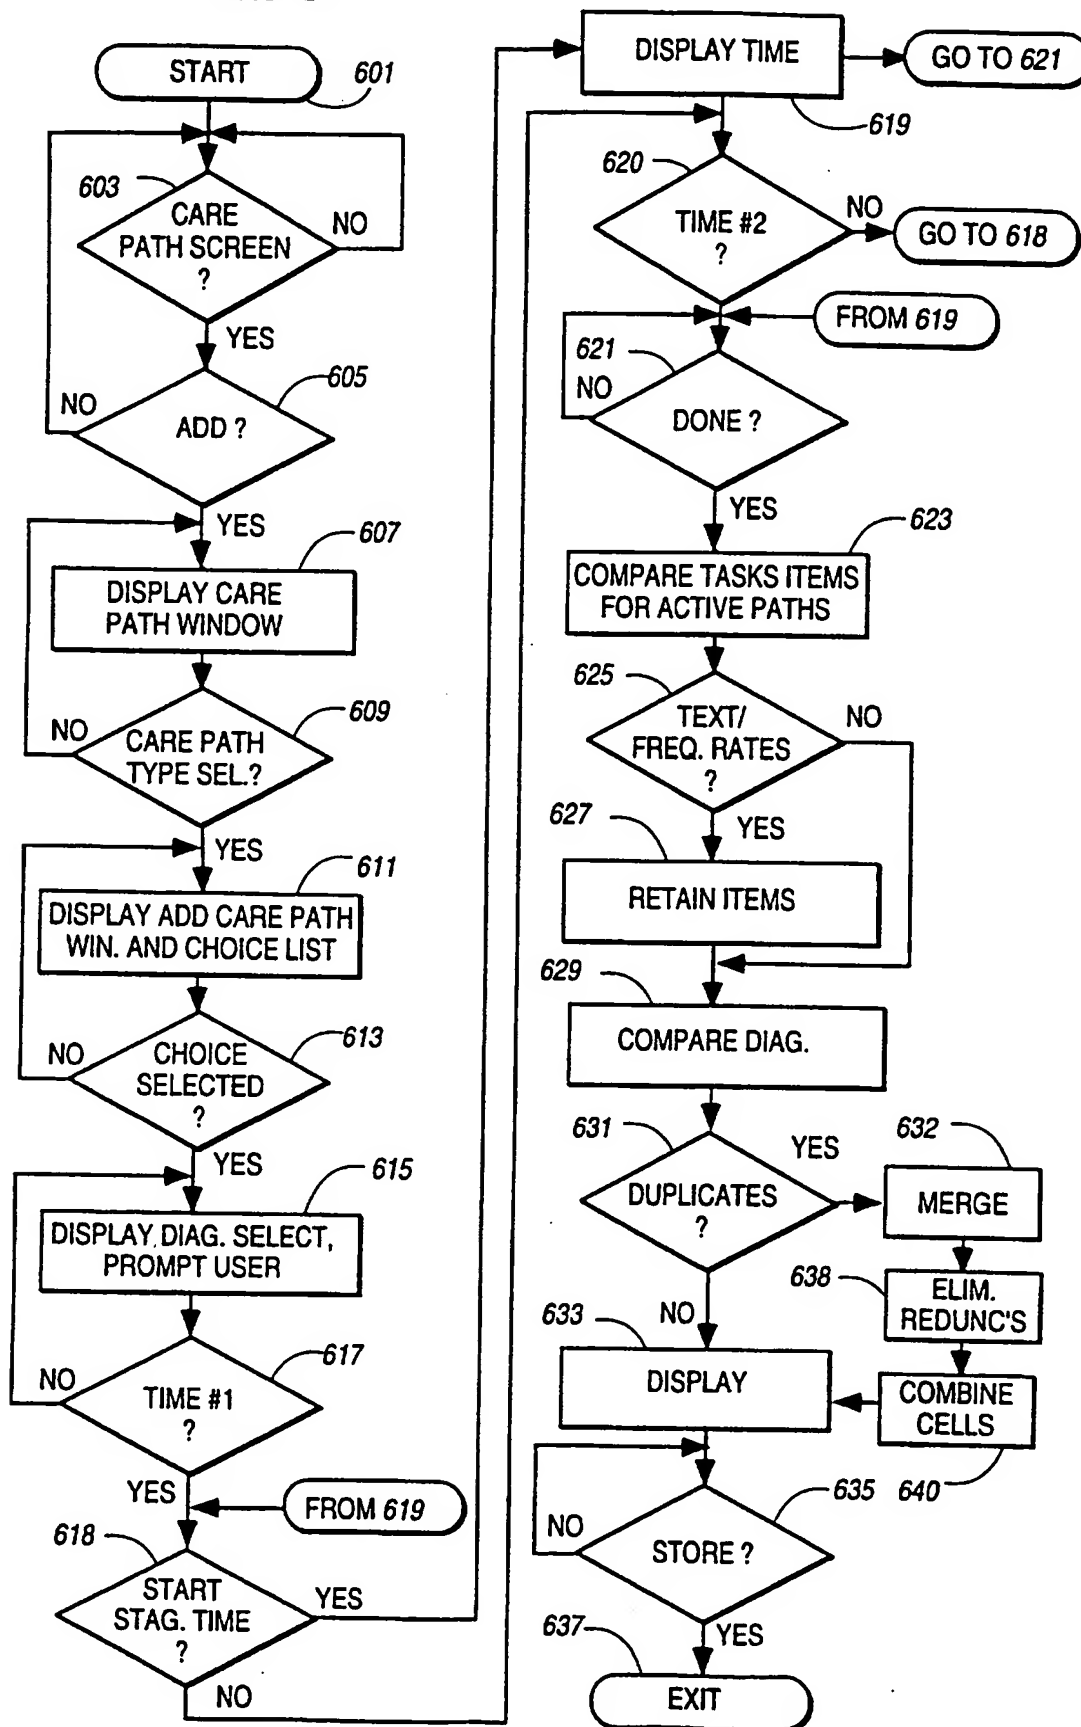 START
601
603
CARE
PATH SCREEN
?
NO
YES
605
NO
ADD ?
YES
607
DISPLAY CARE
PATH WINDOW
609
NO
CARE PATH
TYPE SEL.?
YES
611
DISPLAY ADD CARE PATH
WIN. AND CHOICE LIST
613
NO
CHOICE
SELECTED
?
YES
615
DISPLAY DIAG. SELECT,
PROMPT USER
617
NO
TIME #1
?
YES
FROM 619
618
START
STAG. TIME
?
YES
NO
DISPLAY TIME
GO TO 621
619
620
TIME #2
?
NO
GO TO 618
FROM 619
621
NO
DONE ?
YES
623
COMPARE TASKS ITEMS
FOR ACTIVE PATHS
625
TEXT/
FREQ. RATES
?
NO
627
YES
RETAIN ITEMS
629
COMPARE DIAG.
631
DUPLICATES
?
YES
632
MERGE
638
ELIM.
REDUNC'S
NO
633
DISPLAY
COMBINE
CELLS
640
635
NO
STORE ?
YES
637
EXIT